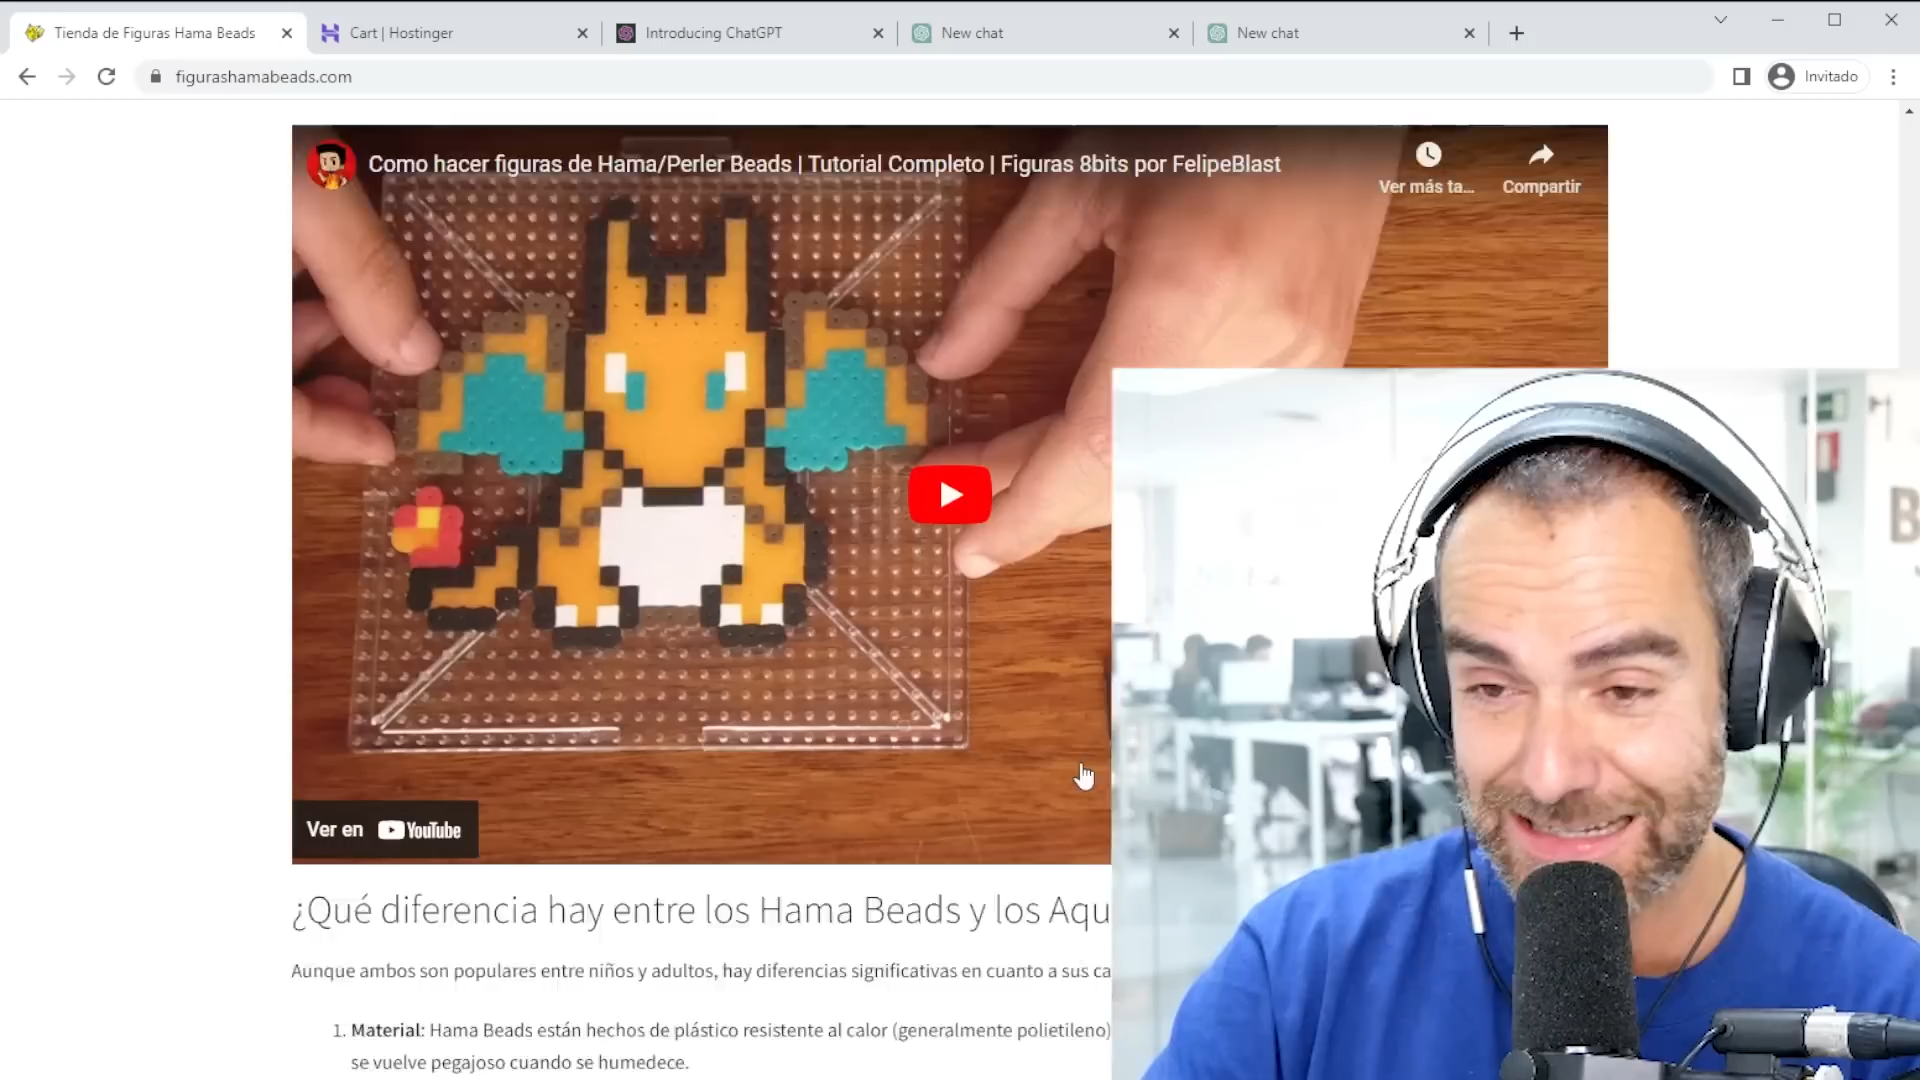 Tienda de Figuras Hama Beads
Cart | Hostinger
Introducing ChatGPT
New chat
New chat
figurashamabeads.com
Invitado
Como hacer figuras de Hama/Perler Beads | Tutorial Completo | Figuras 8bits por FelipeBlast
Ver más ta...
Compartir
Ver en YouTube
¿Qué diferencia hay entre los Hama Beads y los Aqu
Aunque ambos son populares entre niños y adultos, hay diferencias significativas en cuanto a sus ca
1. Material: Hama Beads están hechos de plástico resistente al calor (generalmente polietileno)
se vuelve pegajoso cuando se humedece.
B